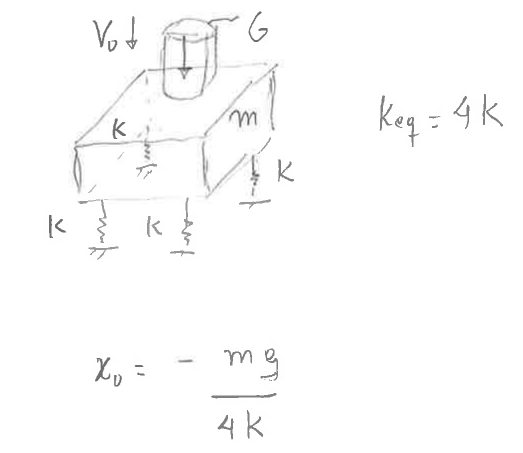 V₀ ↓ G
K m
K_eq = 4K
K
K K
x₀ = - mg / 4K